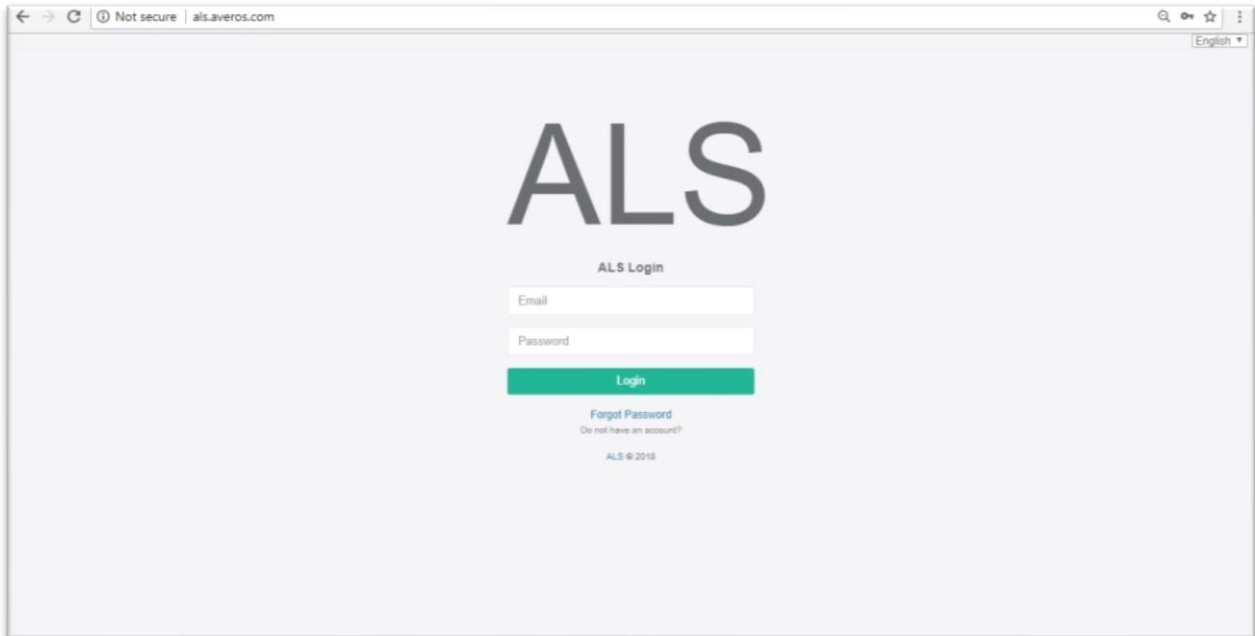 Not secure | als.averos.com
English
ALS
ALS Login
Email
Password
Login
Forgot Password
Do not have an account?
ALS © 2018